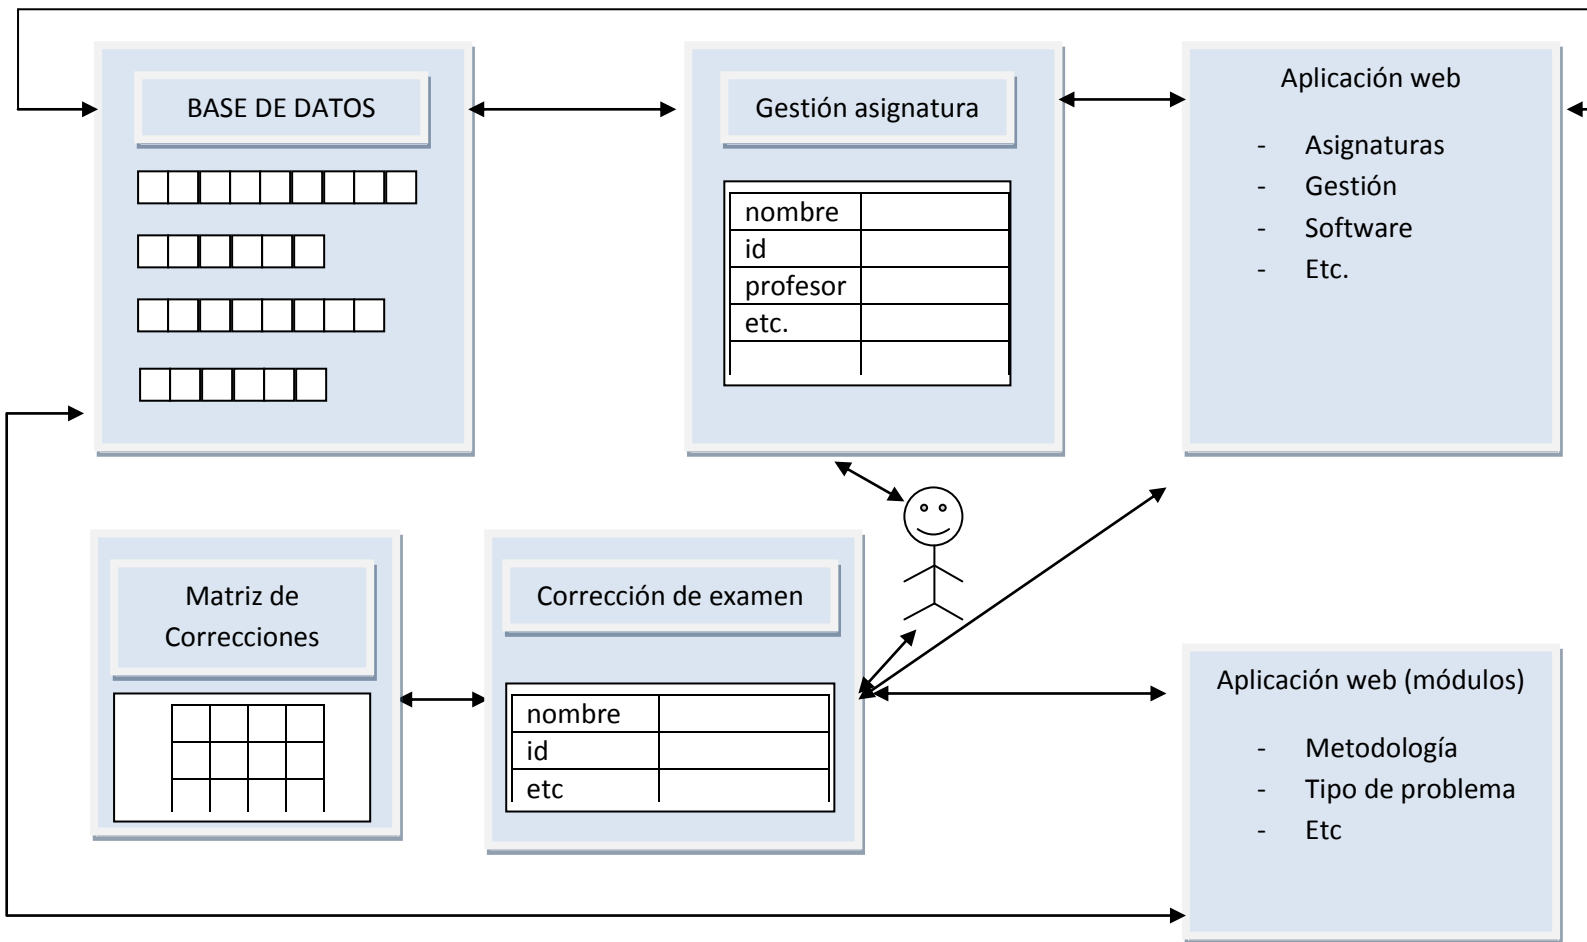 BASE DE DATOS
Gestión asignatura
nombre
id
profesor
etc.
Aplicación web
- Asignaturas
- Gestión
- Software
- Etc.
Matriz de
Correcciones
Corrección de examen
nombre
id
etc
Aplicación web (módulos)
- Metodología
- Tipo de problema
- Etc